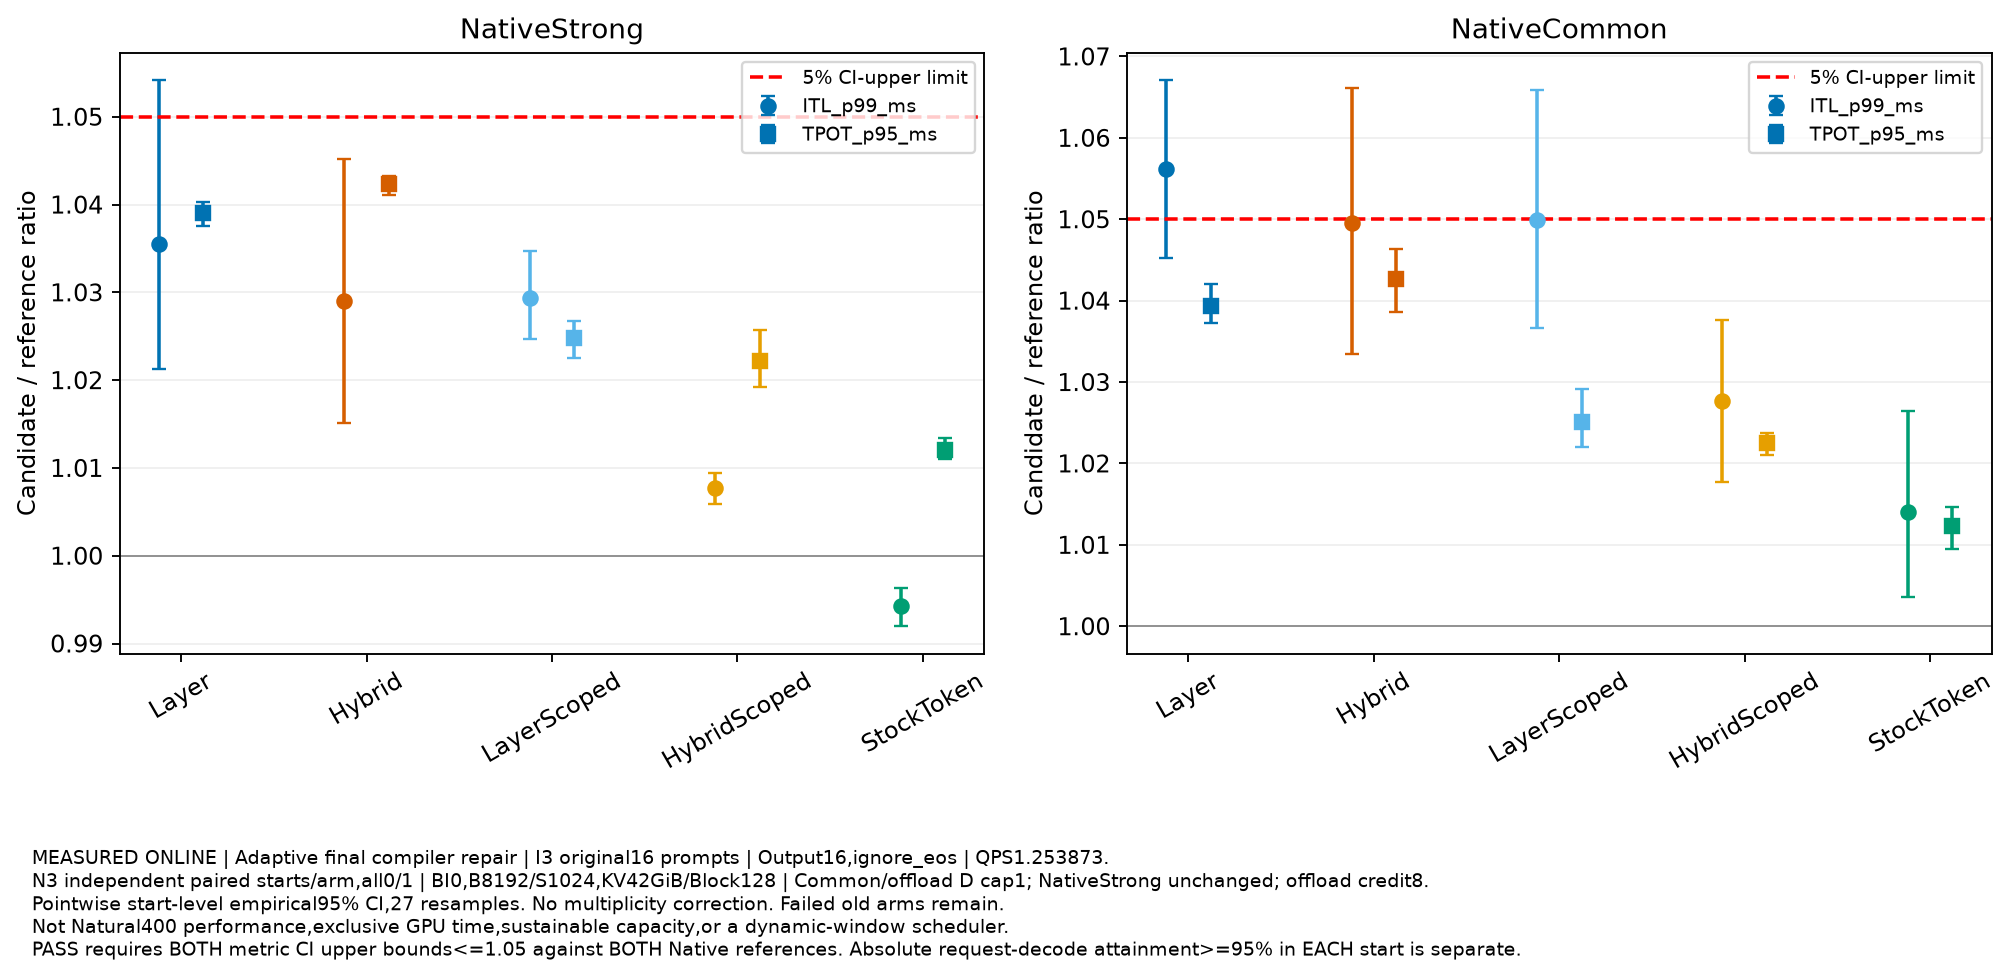 NativeStrong
Candidate / reference ratio
1.05
1.04
1.03
1.02
1.01
1.00
0.99
5% CI-upper limit
ITL_p99_ms
TPOT_p95_ms
Layer
Hybrid
LayerScoped
HybridScoped
StockToken
NativeCommon
Candidate / reference ratio
1.07
1.06
1.05
1.04
1.03
1.02
1.01
1.00
5% CI-upper limit
ITL_p99_ms
TPOT_p95_ms
Layer
Hybrid
LayerScoped
HybridScoped
StockToken
MEASURED ONLINE | Adaptive final compiler repair | I3 original16 prompts | Output16,ignore_eos | QPS1.253873.
N3 independent paired starts/arm,all0/1 | BI0,B8192/S1024,KV42GiB/Block128 | Common/offload D cap1; NativeStrong unchanged; offload credit8.
Pointwise start-level empirical95% CI,27 resamples. No multiplicity correction. Failed old arms remain.
Not Natural400 performance,exclusive GPU time,sustainable capacity,or a dynamic-window scheduler.
PASS requires BOTH metric CI upper bounds<=1.05 against BOTH Native references. Absolute request-decode attainment>=95% in EACH start is separate.